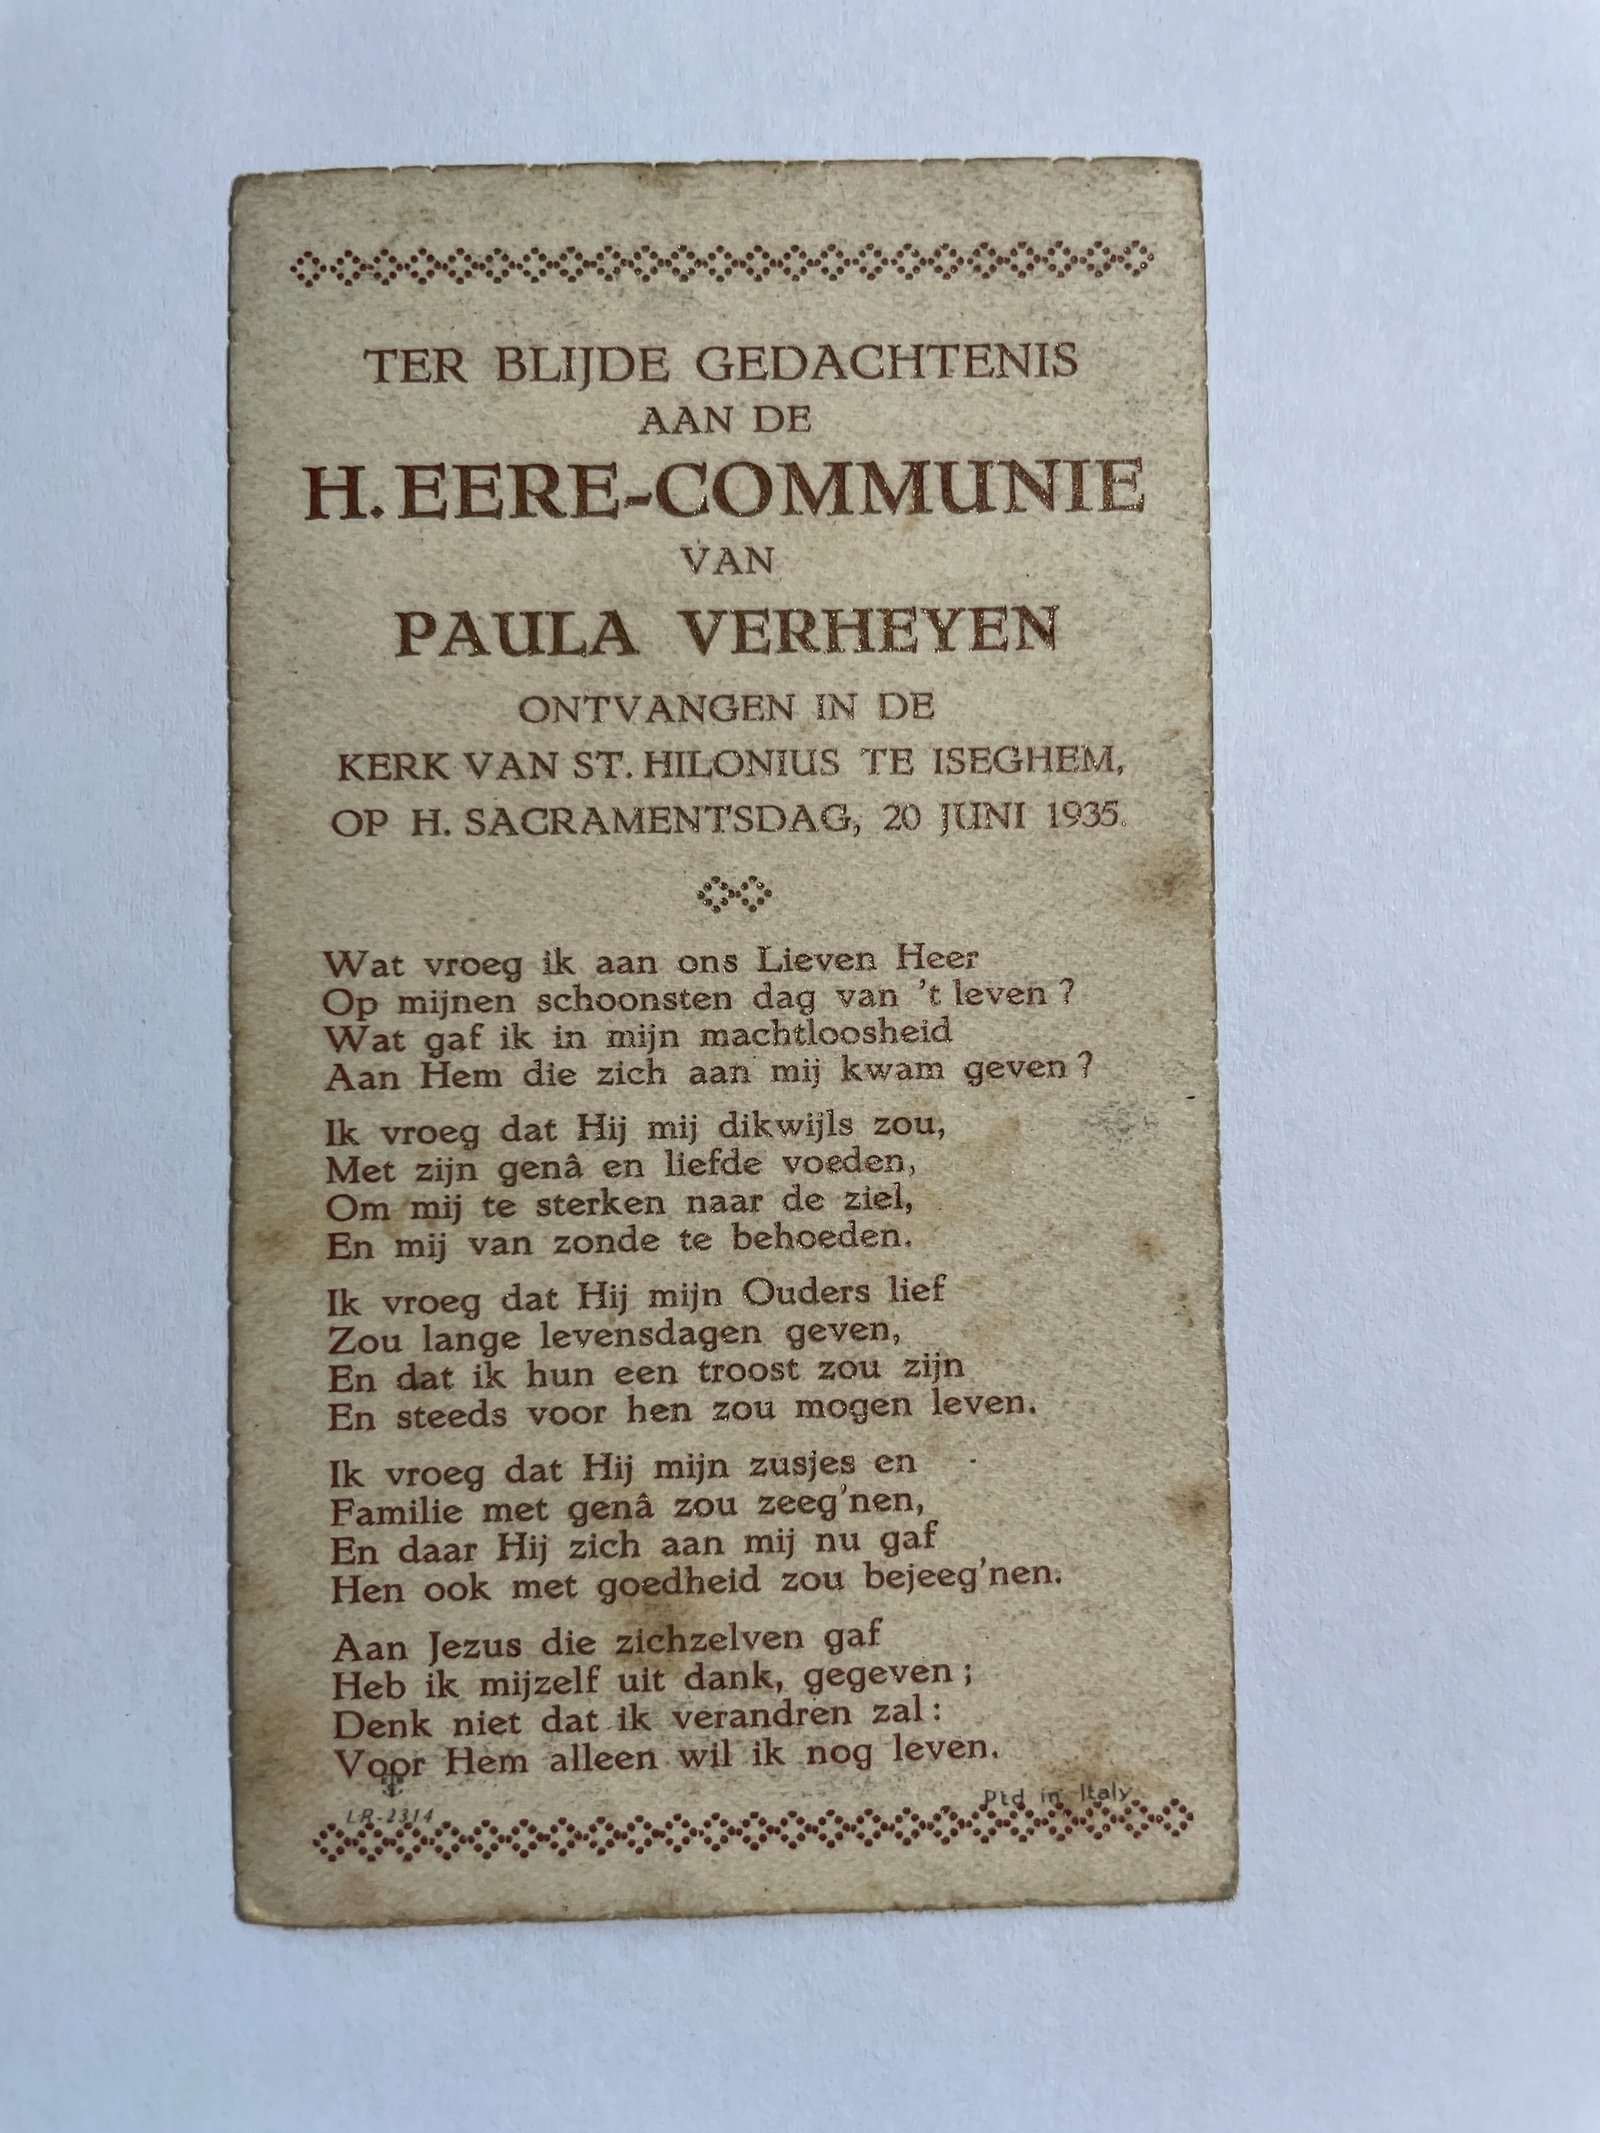 TER BLIJDE GEDACHTENIS
AAN DE
H. EERE-COMMUNIE
VAN
PAULA VERHEYEN
ONTVANGEN IN DE
KERK VAN ST. HILONIUS TE ISEGHEM,
OP H. SACRAMENTSDAG, 20 JUNI 1935.
Wat vroeg ik aan ons Lieven Heer
Op mijnen schoonsten dag van 't leven ?
Wat gaf ik in mijn machtloosheid
Aan Hem die zich aan mij kwam geven ?
Ik vroeg dat Hij mij dikwijls zou,
Met zijn genâ en liefde voeden,
Om mij te sterken naar de ziel,
En mij van zonde te behoeden.
Ik vroeg dat Hij mijn Ouders lief
Zou lange levensdagen geven,
En dat ik hun een troost zou zijn
En steeds voor hen zou mogen leven.
Ik vroeg dat Hij mijn zusjes en
Familie met genâ zou zeeg'nen,
En daar Hij zich aan mij nu gaf
Hen ook met goedheid zou bejeeg'nen.
Aan Jezus die zichzelven gaf
Heb ik mijzelf uit dank, gegeven ;
Denk niet dat ik verandren zal :
Voor Hem alleen wil ik nog leven.
LR-2314
Ptd in Italy